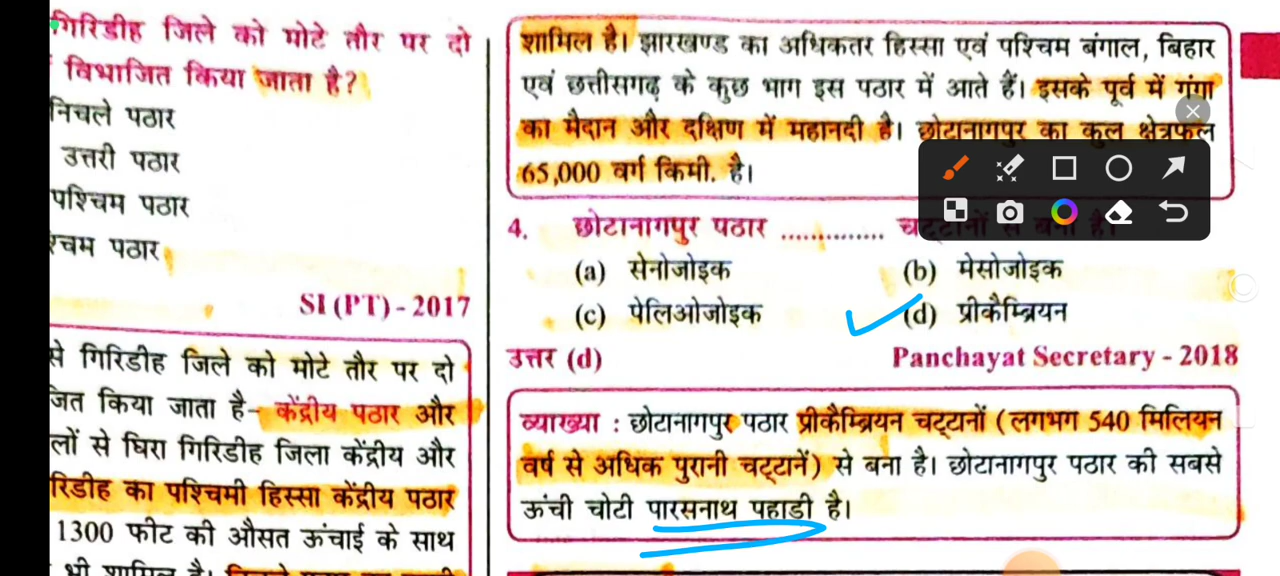 गिरिडीह जिले को मोटे तौर पर दो
विभाजित किया जाता है?
निचले पठार
उत्तरी पठार
पश्चिम पठार
श्चिम पठार
SI (PT) - 2017
से गिरिडीह जिले को मोटे तौर पर दो
जित किया जाता है- केंद्रीय पठार और
लों से घिरा गिरिडीह जिला केंद्रीय और
रिडीह का पश्चिमी हिस्सा केंद्रीय पठार
1300 फीट की औसत ऊंचाई के साथ
भी शामिल है।
शामिल है। झारखण्ड का अधिकतर हिस्सा एवं पश्चिम बंगाल, बिहार
एवं छत्तीसगढ़ के कुछ भाग इस पठार में आते हैं। इसके पूर्व में गंगा
का मैदान और दक्षिण में महानदी है। छोटानागपुर का कुल क्षेत्रफल
65,000 वर्ग किमी. है।
4. छोटानागपुर पठार .............. चट्टानों से बना है।
(a) सेनोजोइक (b) मेसोजोइक
(c) पेलिओजोइक (d) प्रीकैम्ब्रियन
उत्तर (d) Panchayat Secretary - 2018
व्याख्या : छोटानागपुर पठार प्रीकैम्ब्रियन चट्टानों (लगभग 540 मिलियन
वर्ष से अधिक पुरानी चट्टानें) से बना है। छोटानागपुर पठार की सबसे
ऊंची चोटी पारसनाथ पहाडी है।